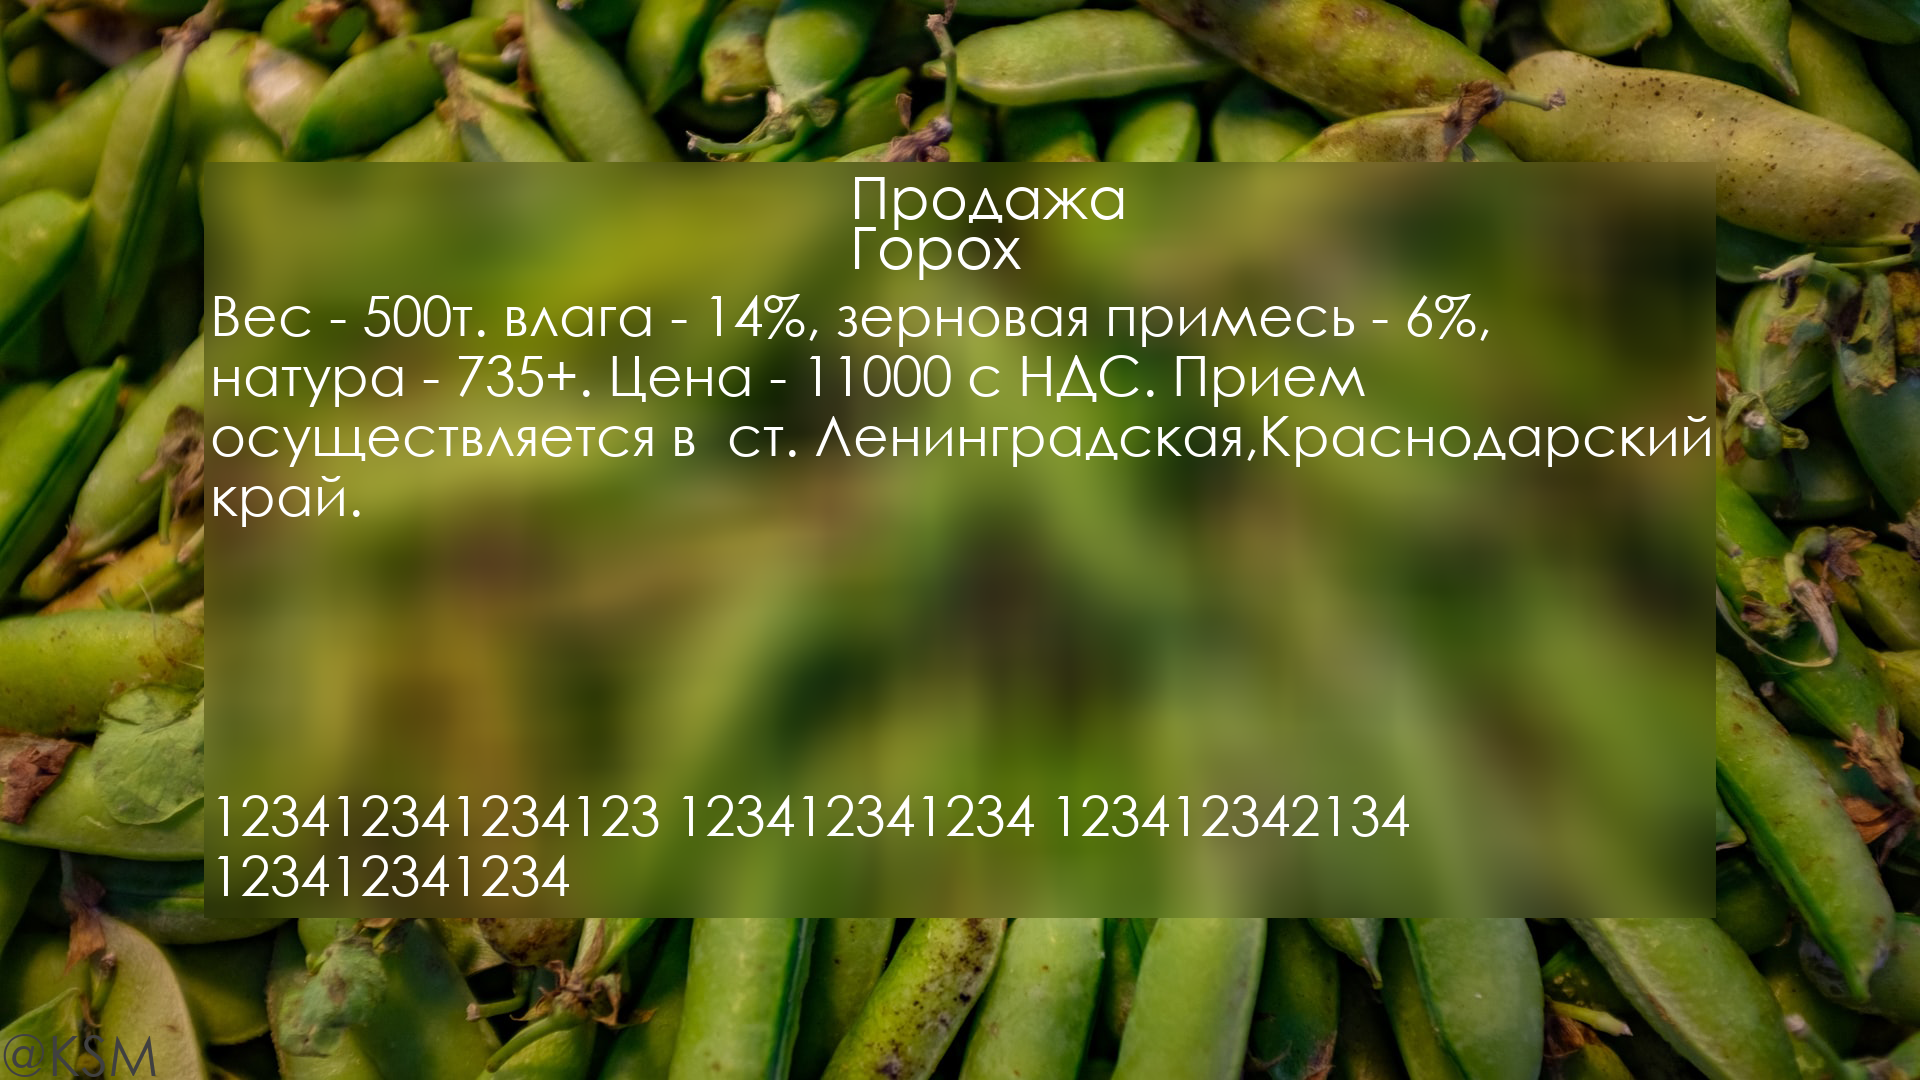 Продажа
Горох
Вес - 500т. влага - 14%, зерновая примесь - 6%,
натура - 735+. Цена - 11000 с НДС. Прием
осуществляется в  ст. Ленинградская,Краснодарский
край.
123412341234123 123412341234 123412342134
123412341234
@KSM